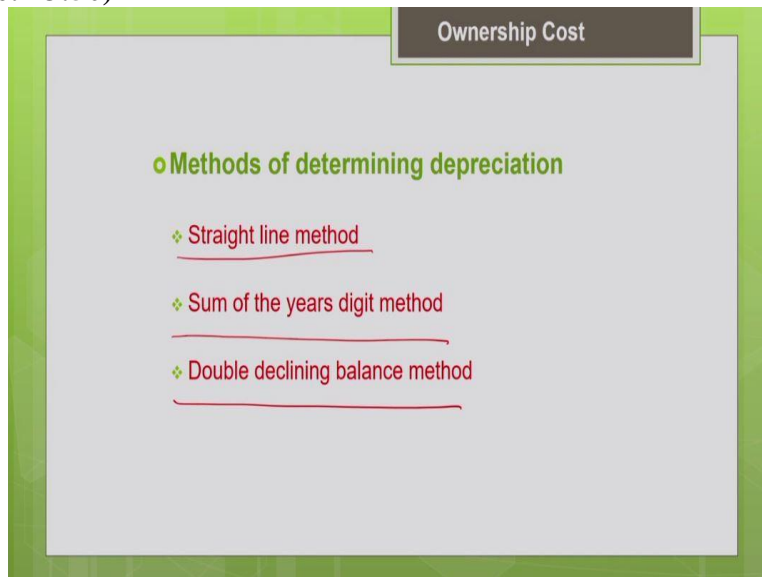 Ownership Cost
Methods of determining depreciation
Straight line method
Sum of the years digit method
Double declining balance method